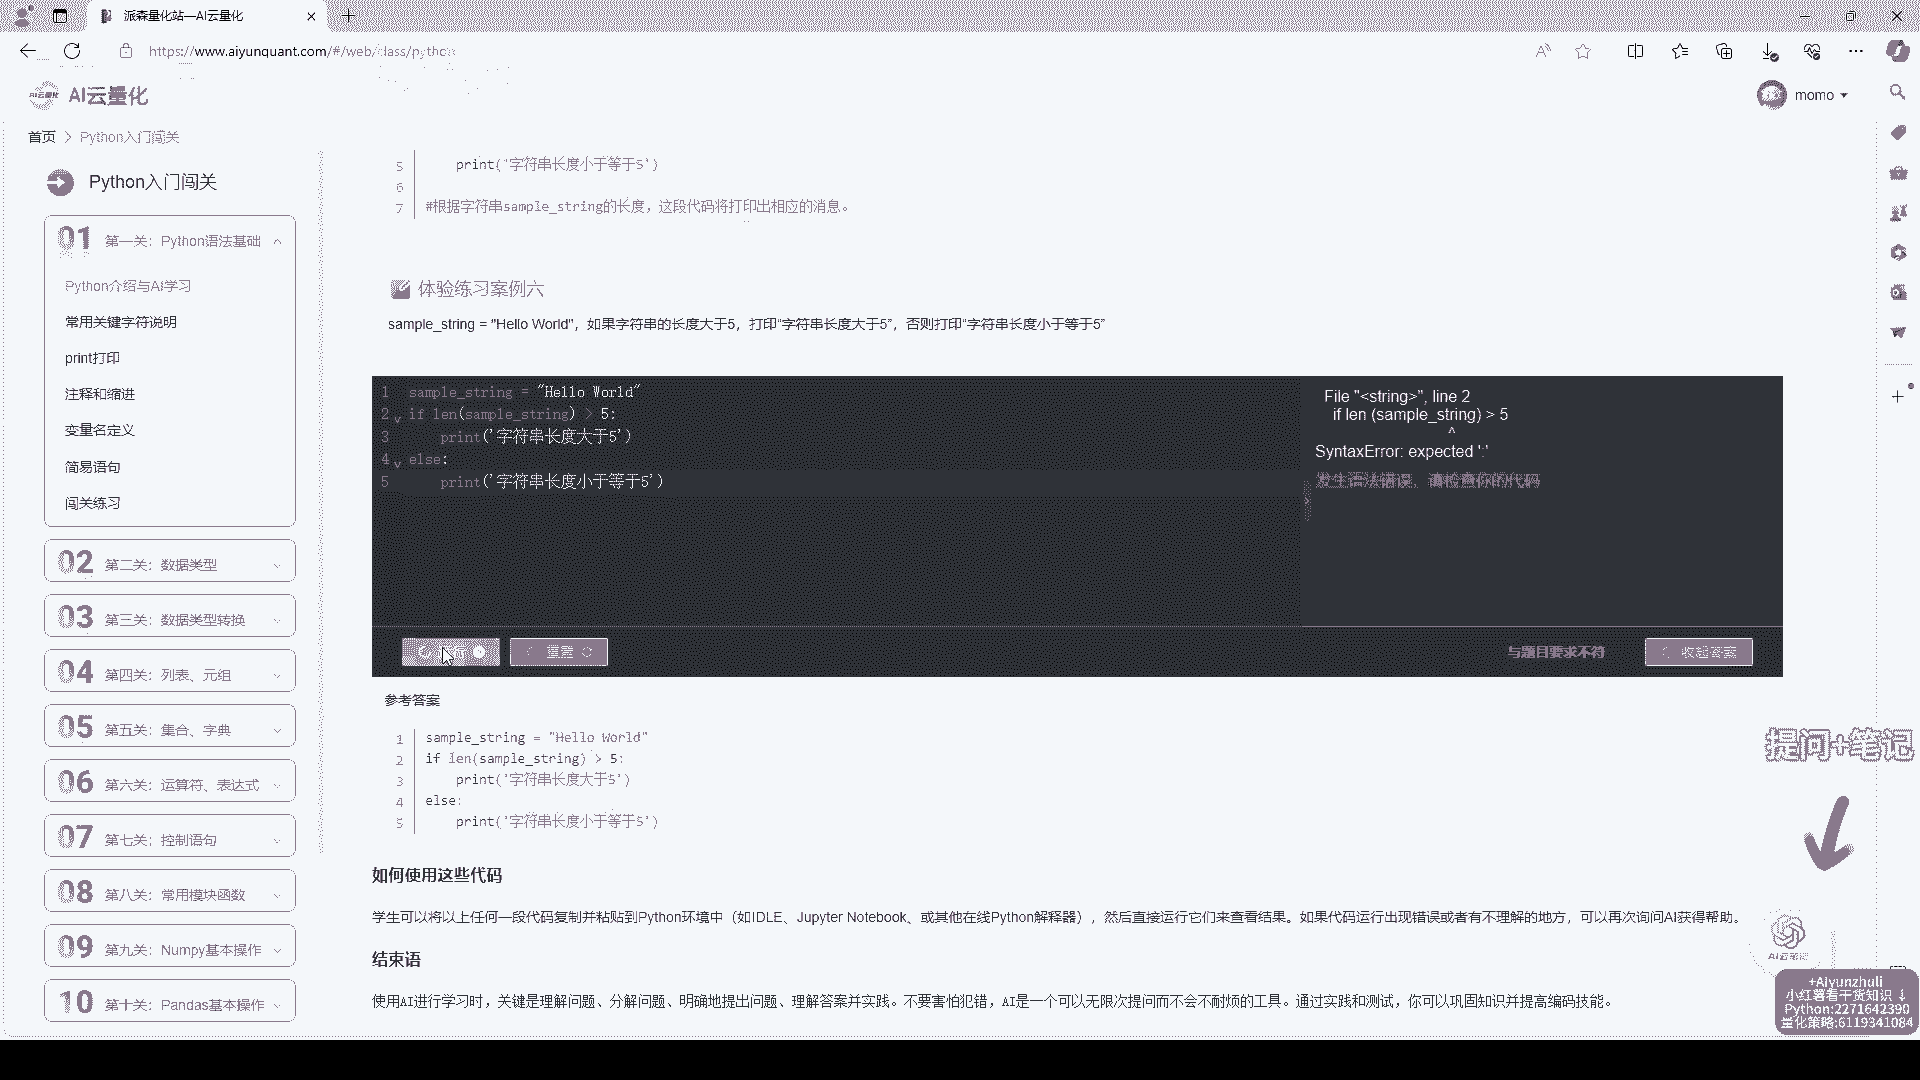 派森量化站—AI云量化
https://www.aiyunquant.com/#/web/class/python
AI云量化
momo
首页 > Python入门闯关
Python入门闯关
01 第一关：Python语法基础
Python介绍与AI学习
常用关键字符说明
print打印
注释和缩进
变量名定义
简易语句
闯关练习
02 第二关：数据类型
03 第三关：数据类型转换
04 第四关：列表、元组
05 第五关：集合、字典
06 第六关：运算符、表达式
07 第七关：控制语句
08 第八关：常用模块函数
09 第九关：Numpy基本操作
10 第十关：Pandas基本操作
5 print('字符串长度小于等于5')
6
7 #根据字符串sample_string的长度，这段代码将打印出相应的消息。
体验练习案例六
sample_string = "Hello World"，如果字符串的长度大于5，打印“字符串长度大于5”，否则打印“字符串长度小于等于5”
1 sample_string = "Hello World"
2 if len(sample_string) > 5:
3 print('字符串长度大于5')
4 else:
5 print('字符串长度小于等于5')
File "<string>", line 2
if len (sample_string) > 5
^
SyntaxError: expected ':'
发生语法错误，请检查你的代码
重置
与题目要求不符
收起答案
参考答案
1 sample_string = "Hello World"
2 if len(sample_string) > 5:
3 print('字符串长度大于5')
4 else:
5 print('字符串长度小于等于5')
如何使用这些代码
学生可以将以上任何一段代码复制并粘贴到Python环境中（如IDLE、Jupyter Notebook、或其他在线Python解释器），然后直接运行它们来查看结果。如果代码运行出现错误或者有不理解的地方，可以再次询问AI获得帮助。
结束语
使用AI进行学习时，关键是理解问题、分解问题、明确地提出问题、理解答案并实践。不要害怕犯错，AI是一个可以无限次提问而不会不耐烦的工具。通过实践和测试，你可以巩固知识并提高编码技能。
提问+笔记
+Aiyunzhuli
小红薯看干货知识↓
Python:2271642390
量化策略:6119341084